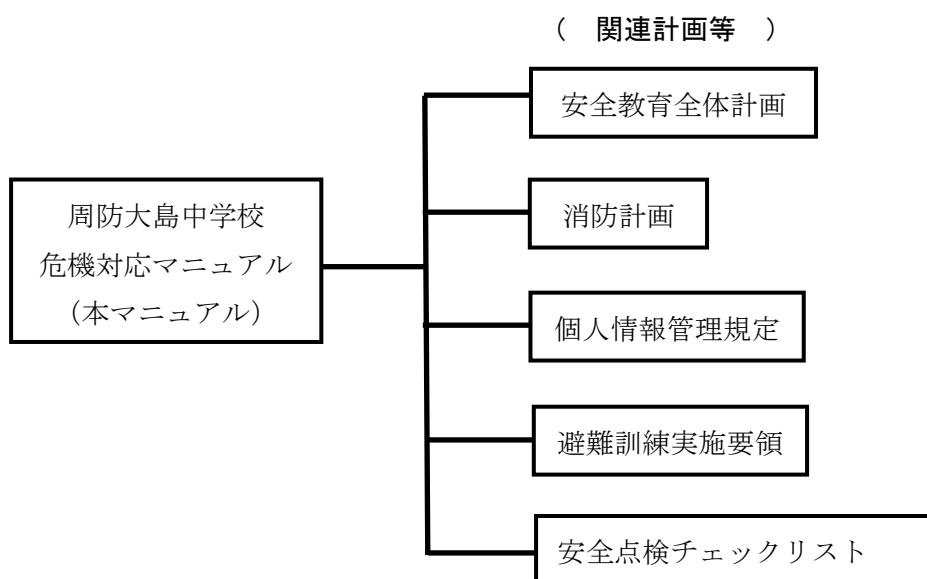 （　関連計画等　）
安全教育全体計画
周防大島中学校
危機対応マニュアル
（本マニュアル）
消防計画
個人情報管理規定
避難訓練実施要領
安全点検チェックリスト